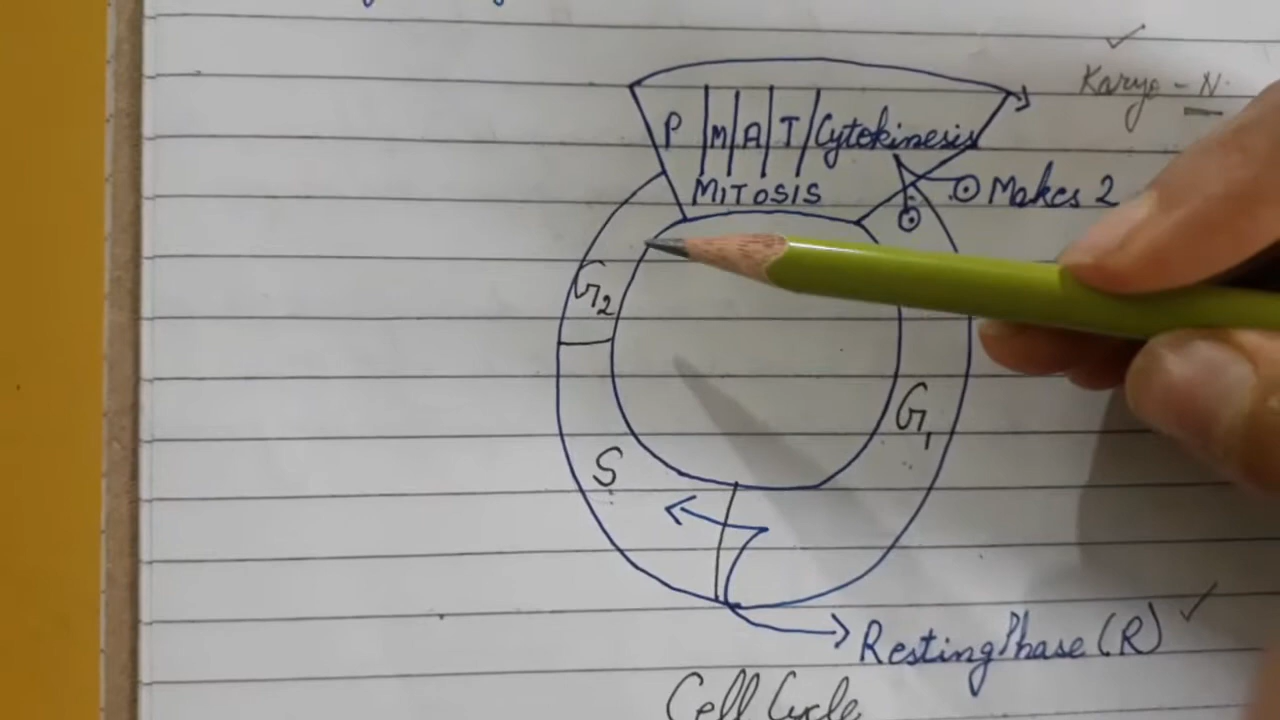 Karyo - N.
P M A T Cytokinesis
MITOSIS
Makes 2
G2
G1
S
Resting Phase (R)
Cell Cycle